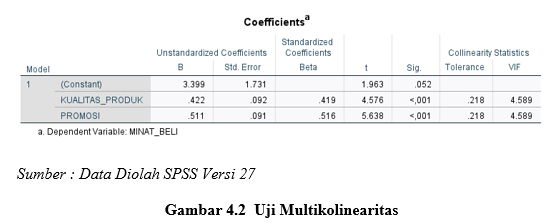 Coefficientsa
Unstandardized Coefficients Standardized Coefficients Collinearity Statistics
Model B Std. Error Beta t Sig. Tolerance VIF
1 (Constant) 3.399 1.731 1.963 .052
KUALITAS_PRODUK .422 .092 .419 4.576 <,001 .218 4.589
PROMOSI .511 .091 .516 5.638 <,001 .218 4.589
a. Dependent Variable: MINAT_BELI
Sumber : Data Diolah SPSS Versi 27
Gambar 4.2 Uji Multikolinearitas